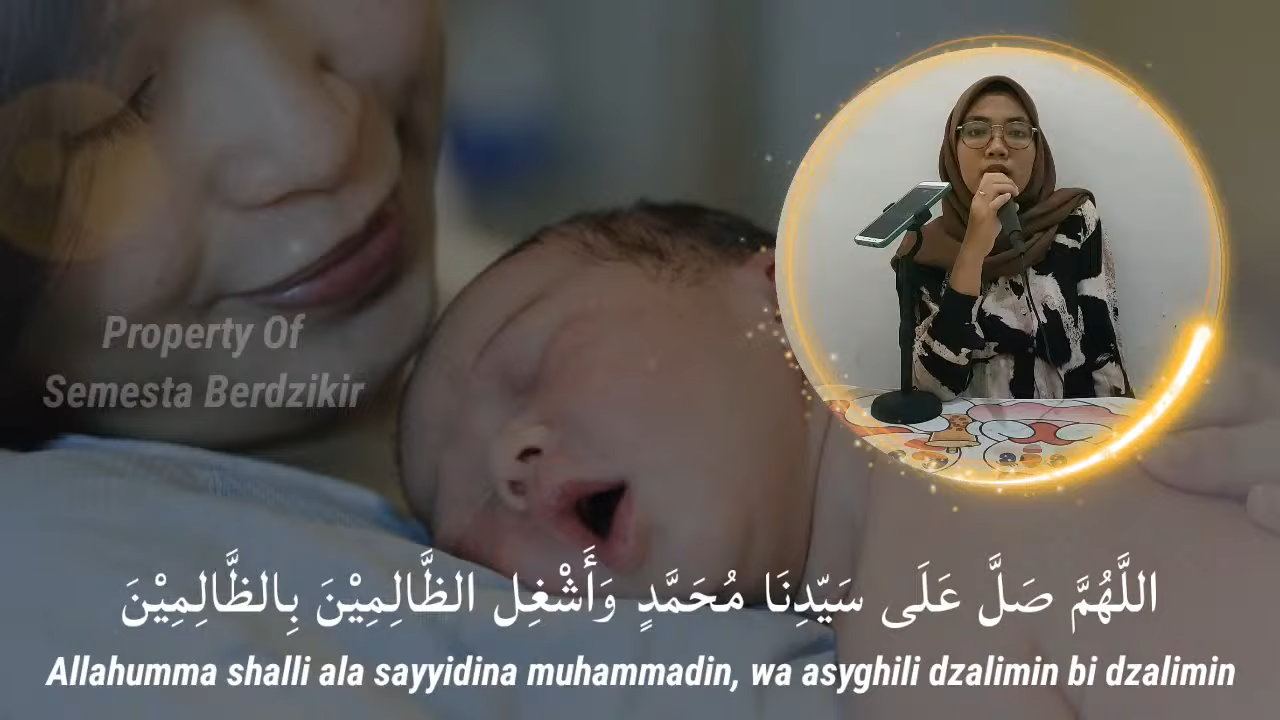 Property Of
Semesta Berdzikir
اللَّهُمَّ صَلَّ عَلَى سَيّدِنَا مُحَمَّدٍ وَأَشْغِل الظَّالِمِيْنَ بِالظَّالِمِيْنَ
Allahumma shalli ala sayyidina muhammadin, wa asyghili dzalimin bi dzalimin